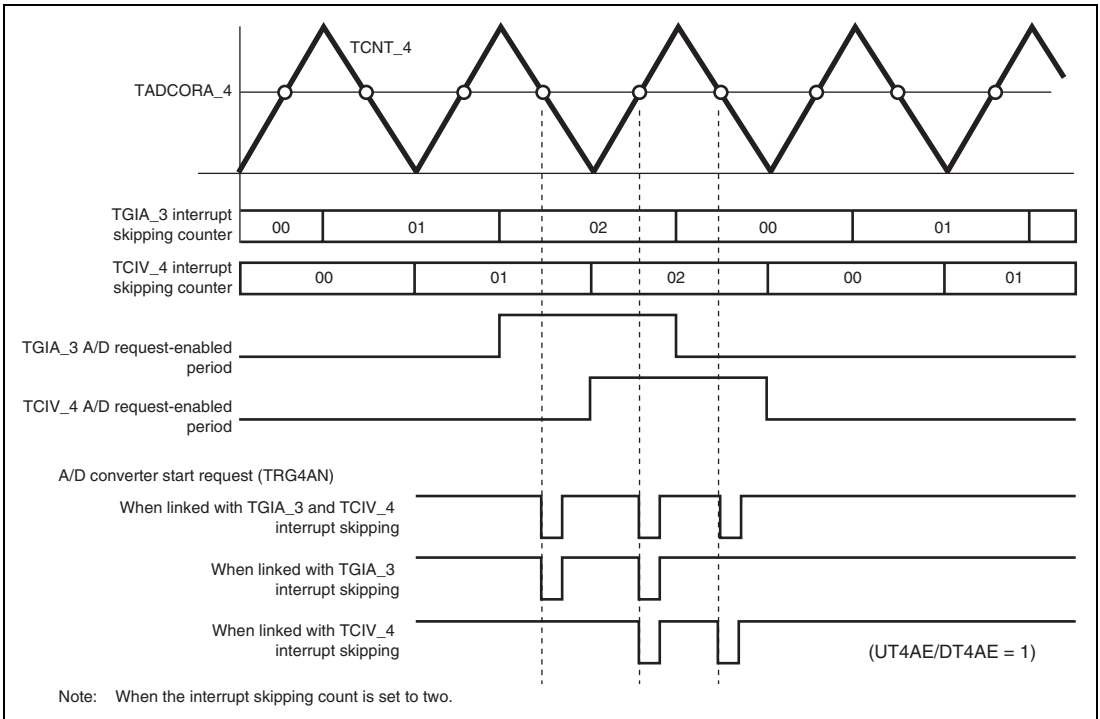 TCNT_4
TADCORA_4
TGIA_3 interrupt
skipping counter
00 01 02 00 01
TCIV_4 interrupt
skipping counter
00 01 02 00 01
TGIA_3 A/D request-enabled
period
TCIV_4 A/D request-enabled
period
A/D converter start request (TRG4AN)
When linked with TGIA_3 and TCIV_4
interrupt skipping
When linked with TGIA_3
interrupt skipping
When linked with TCIV_4
interrupt skipping
(UT4AE/DT4AE = 1)
Note: When the interrupt skipping count is set to two.